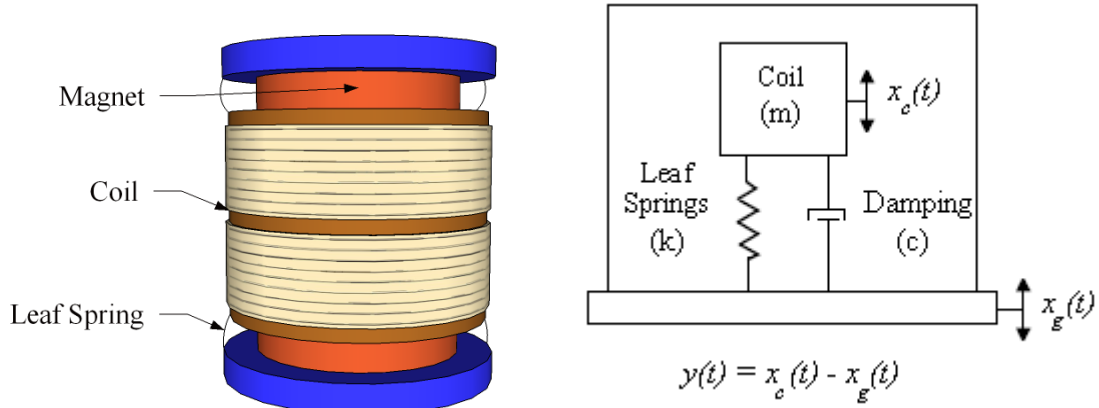 Magnet
Coil
Leaf Spring
Coil
(m)
x_c(t)
Leaf
Springs
(k)
Damping
(c)
x_g(t)
y(t) = x_c(t) - x_g(t)